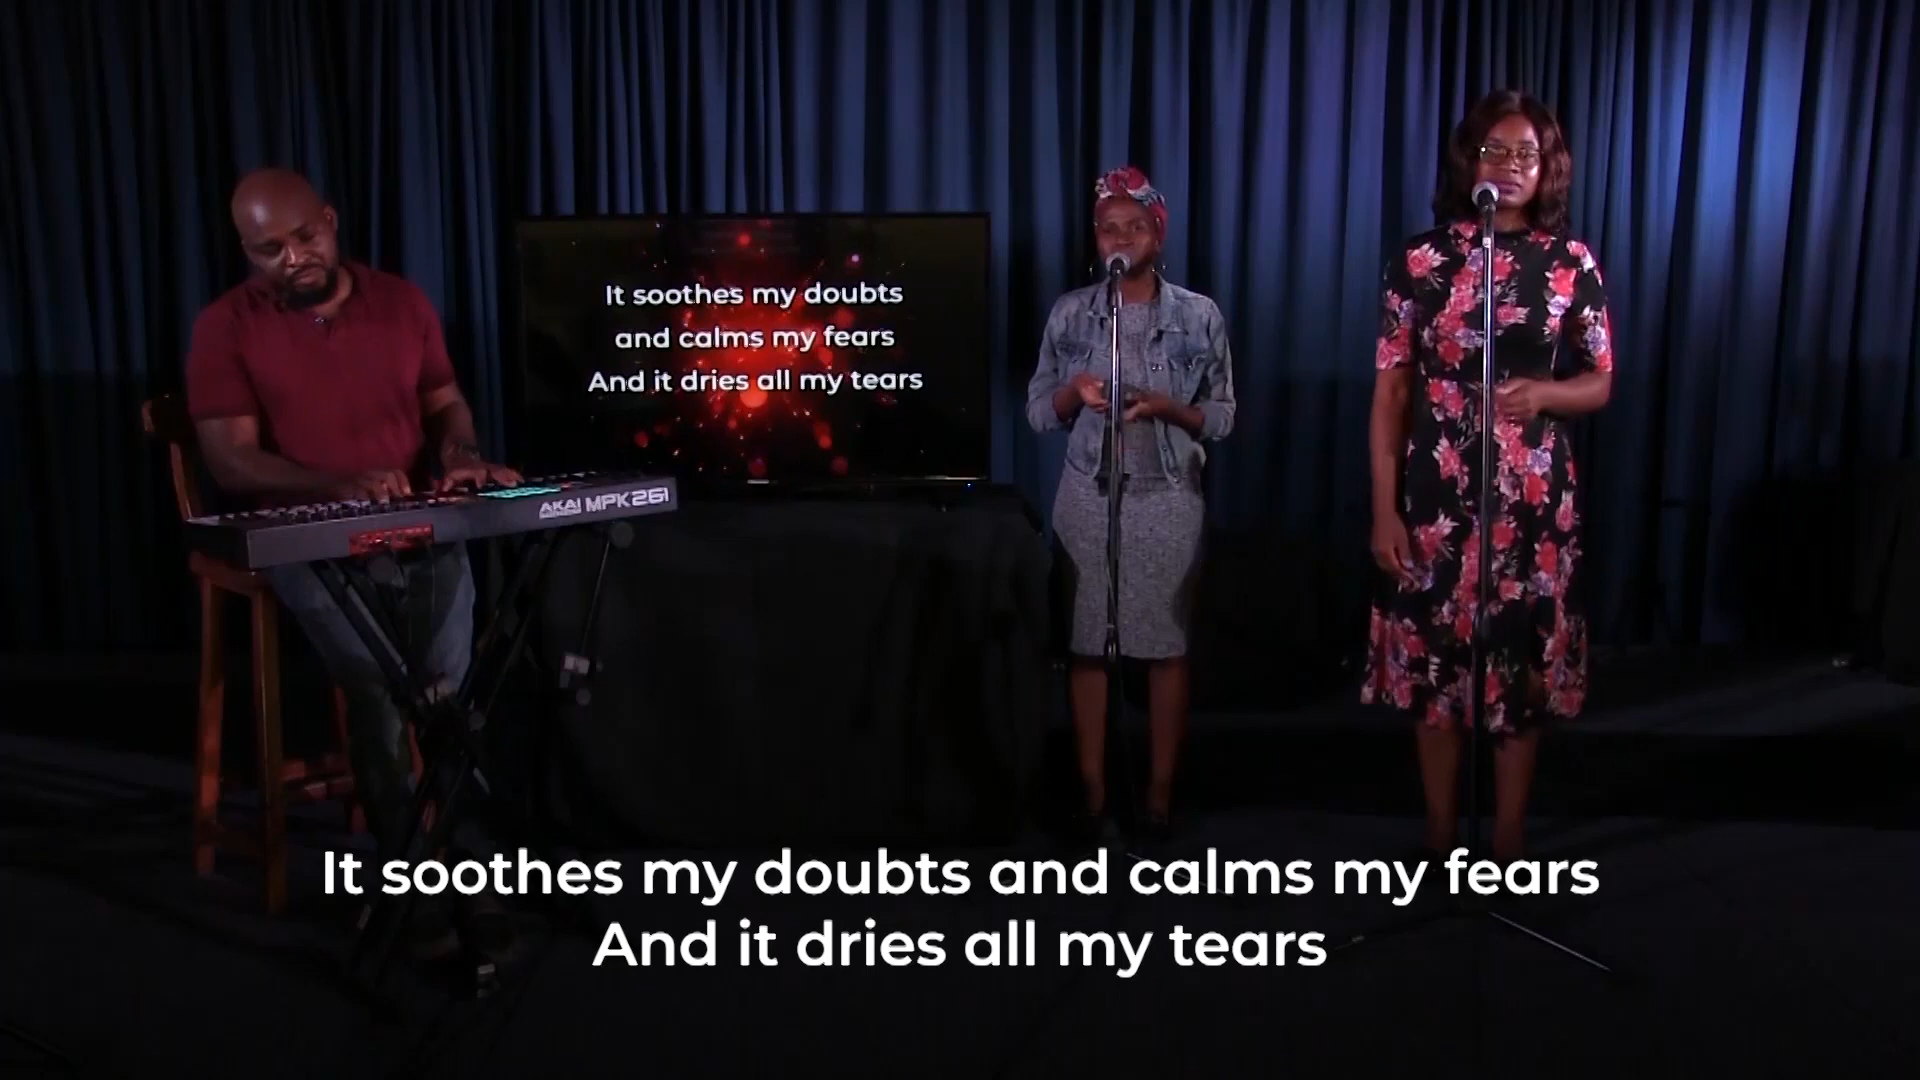 It soothes my doubts
and calms my fears
And it dries all my tears
AKAI MPK261
It soothes my doubts and calms my fears
And it dries all my tears